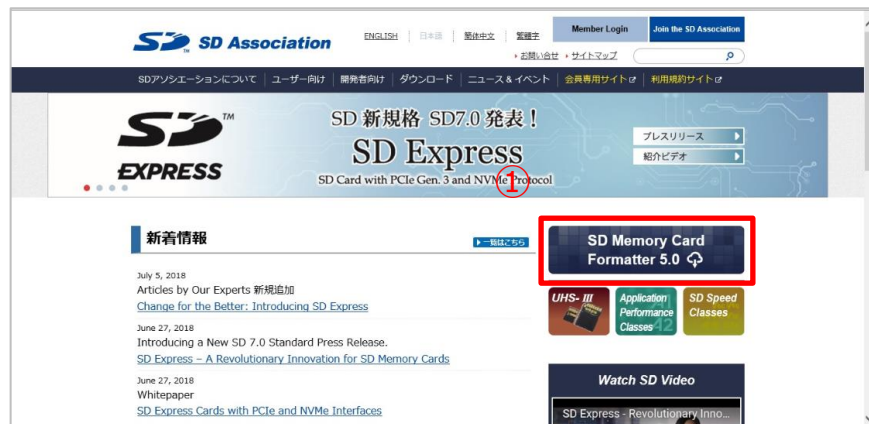 SD Association
ENGLISH | 日本語 | 简体中文 | 繁體字
Member Login
Join the SD Association
お問い合せ
サイトマップ
SDアソシエーションについて | ユーザー向け | 開発者向け | ダウンロード | ニュース & イベント | 会員専用サイト | 利用規約サイト
SD TM
EXPRESS
SD 新規格 SD7.0 発表!
SD Express
SD Card with PCIe Gen. 3 and NVMe Protocol
①
プレスリリース
紹介ビデオ
新着情報
一覧はこちら
July 5, 2018
Articles by Our Experts 新規追加
Change for the Better: Introducing SD Express
June 27, 2018
Introducing a New SD 7.0 Standard Press Release.
SD Express – A Revolutionary Innovation for SD Memory Cards
June 27, 2018
Whitepaper
SD Express Cards with PCIe and NVMe Interfaces
SD Memory Card
Formatter 5.0
UHS- III
Application
Performance
Classes
A1
A2
SD Speed
Classes
Watch SD Video
SD Express - Revolutionary Inno...